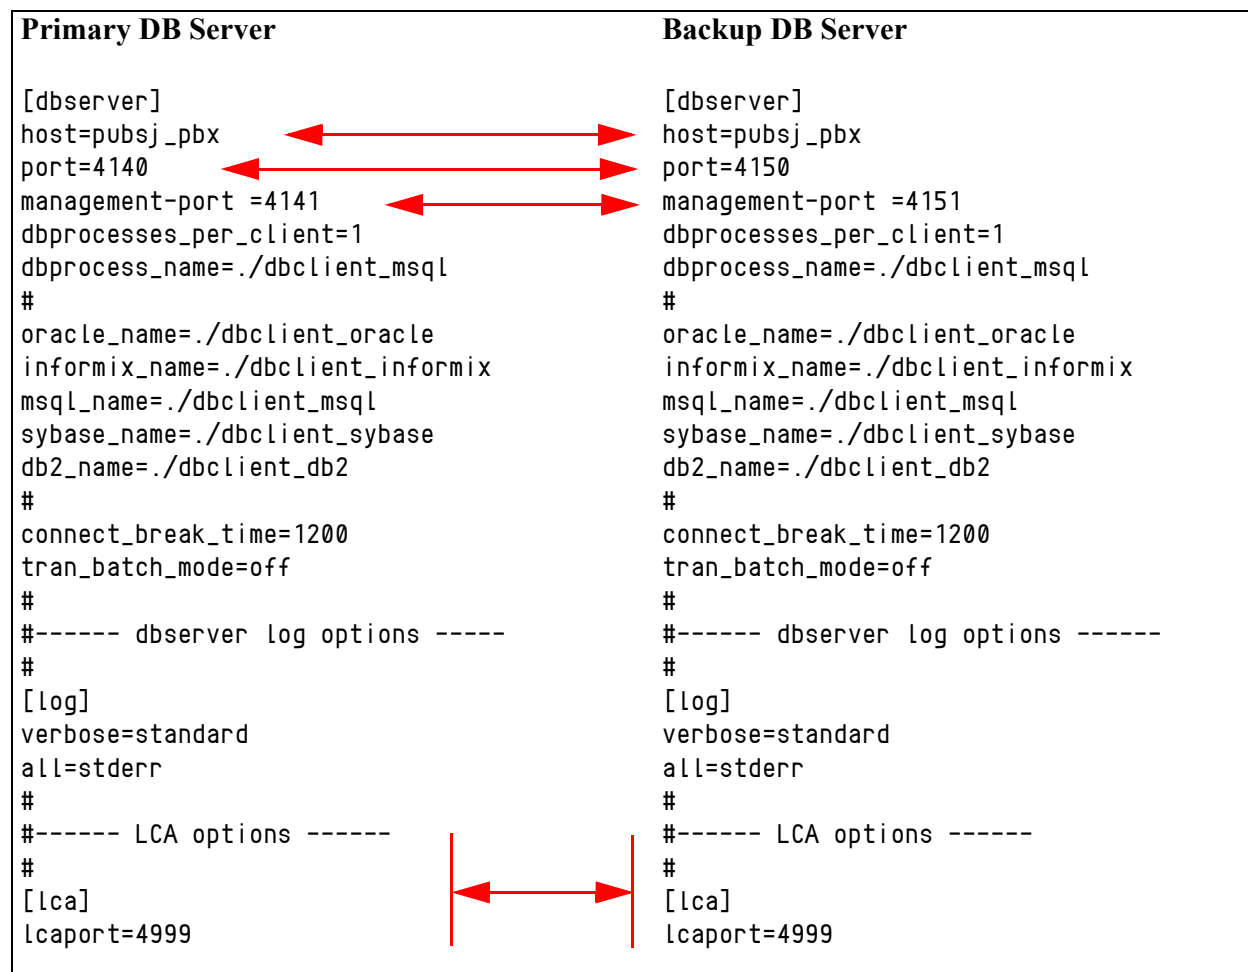 Primary DB Server
[dbserver]
host=pubsj_pbx
port=4140
management-port =4141
dbprocesses_per_client=1
dbprocess_name=./dbclient_msql
#
oracle_name=./dbclient_oracle
informix_name=./dbclient_informix
msql_name=./dbclient_msql
sybase_name=./dbclient_sybase
db2_name=./dbclient_db2
#
connect_break_time=1200
tran_batch_mode=off
#
#------ dbserver log options -----
#
[log]
verbose=standard
all=stderr
#
#------ LCA options ------
#
[lca]
lcaport=4999
Backup DB Server
[dbserver]
host=pubsj_pbx
port=4150
management-port =4151
dbprocesses_per_client=1
dbprocess_name=./dbclient_msql
#
oracle_name=./dbclient_oracle
informix_name=./dbclient_informix
msql_name=./dbclient_msql
sybase_name=./dbclient_sybase
db2_name=./dbclient_db2
#
connect_break_time=1200
tran_batch_mode=off
#
#------ dbserver log options ------
#
[log]
verbose=standard
all=stderr
#
#------ LCA options ------
#
[lca]
lcaport=4999